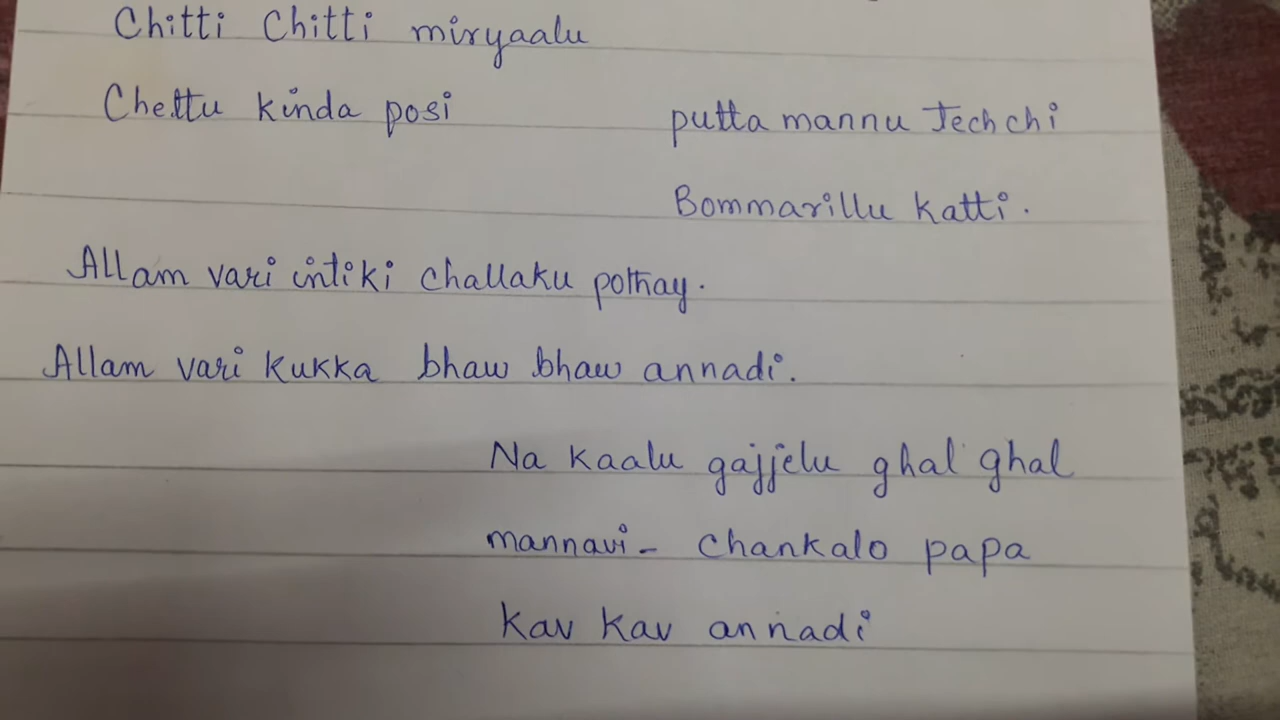 Chitti Chitti miryaalu
Chettu kinda posi
putta mannu Techchi
Bommarillu katti.
Allam vari intiki challaku pothay.
Allam vari kukka bhaw bhaw annadi.
Na kaalu gajjelu ghal ghal
mannavi- chankalo papa
kav kav annadi